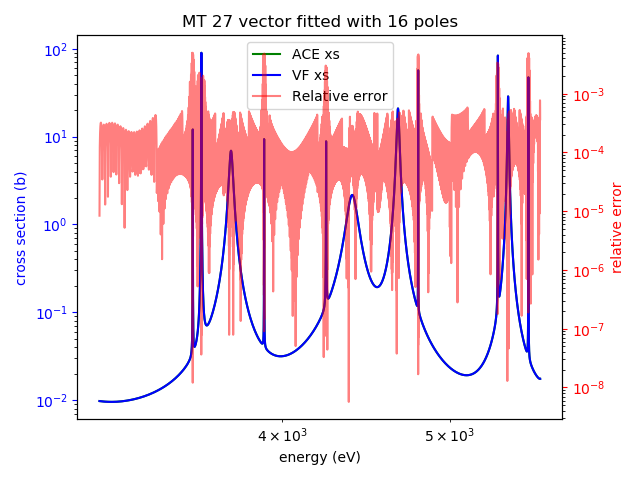 MT 27 vector fitted with 16 poles
ACE xs
VF xs
Relative error
10²
10¹
10⁰
10⁻¹
10⁻²
cross section (b)
10⁻³
10⁻⁴
10⁻⁵
10⁻⁶
10⁻⁷
10⁻⁸
relative error
4 × 10³
5 × 10³
energy (eV)